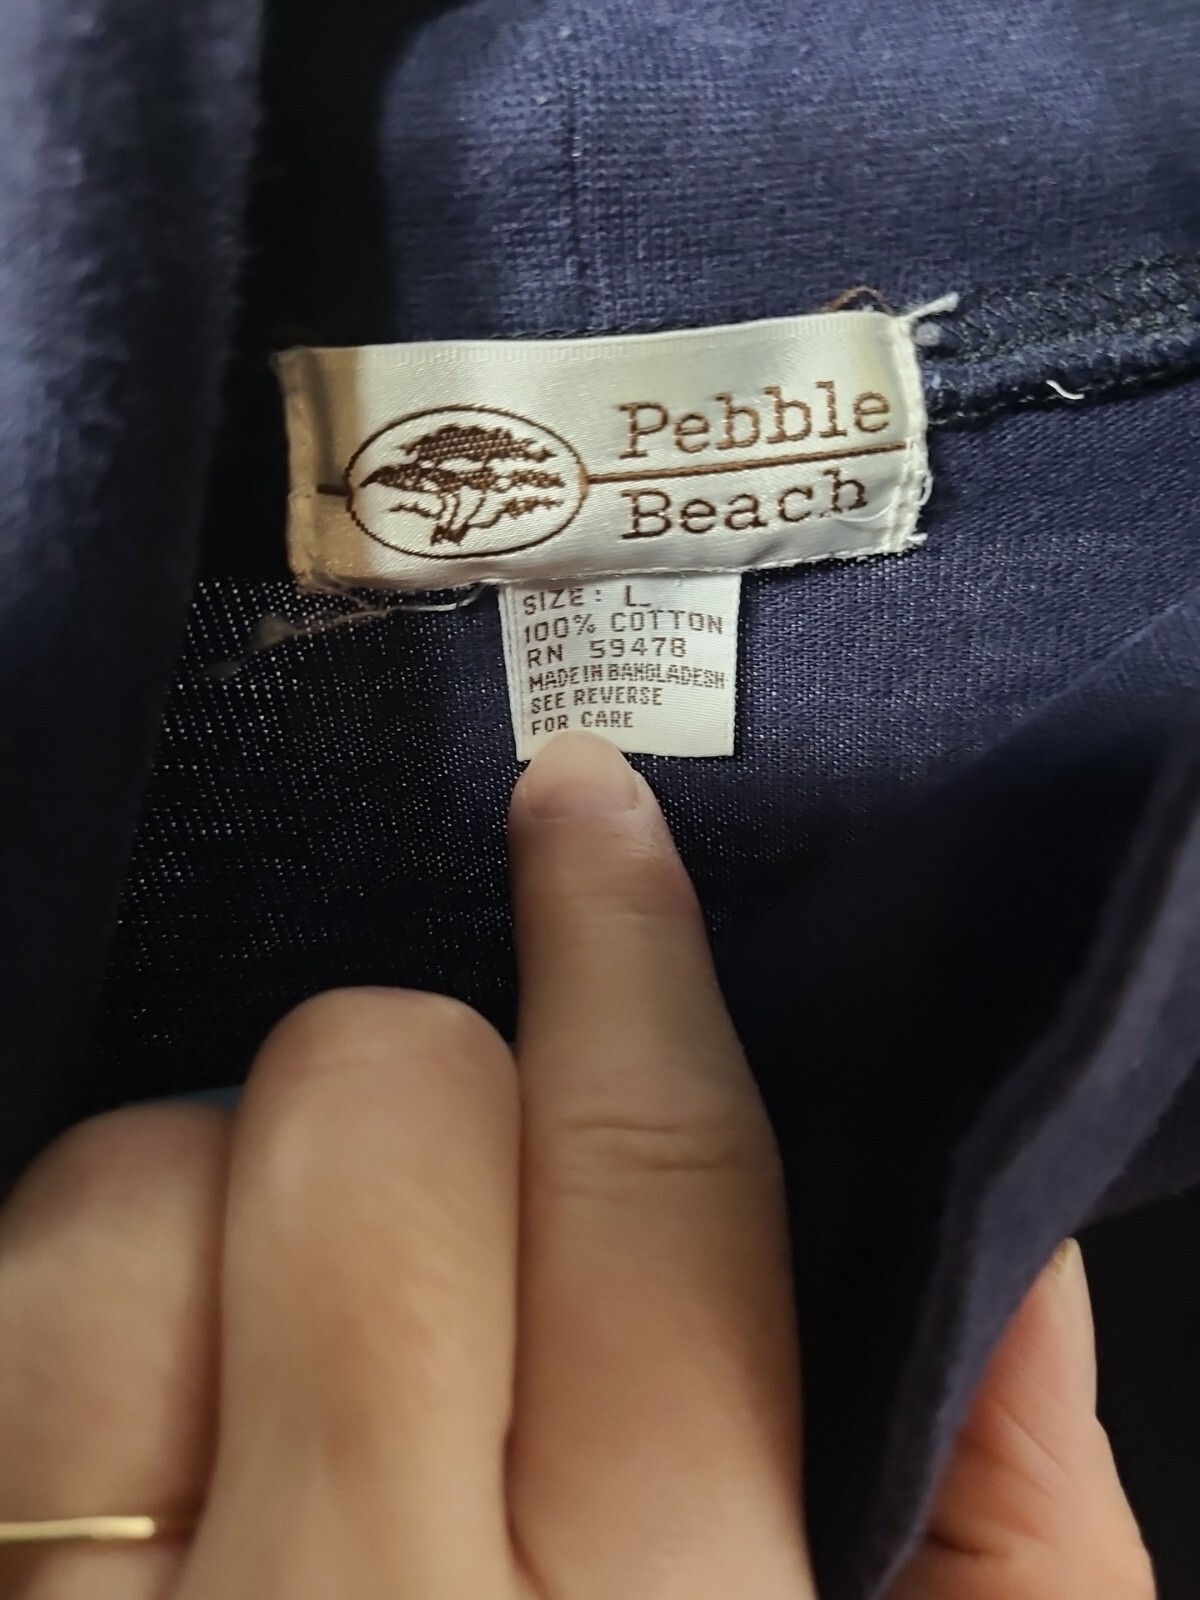 Pebble
Beach
SIZE: L
100% COTTON
RN 59478
MADE IN BANGLADESH
SEE REVERSE
FOR CARE